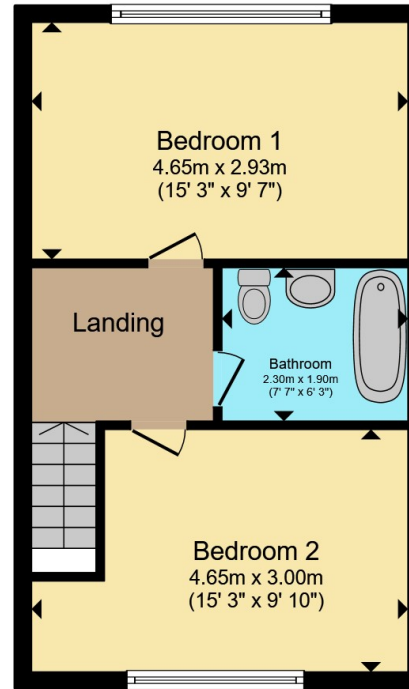 Bedroom 1
4.65m x 2.93m
(15' 3" x 9' 7")
Landing
Bathroom
2.30m x 1.90m
(7' 7" x 6' 3")
Bedroom 2
4.65m x 3.00m
(15' 3" x 9' 10")